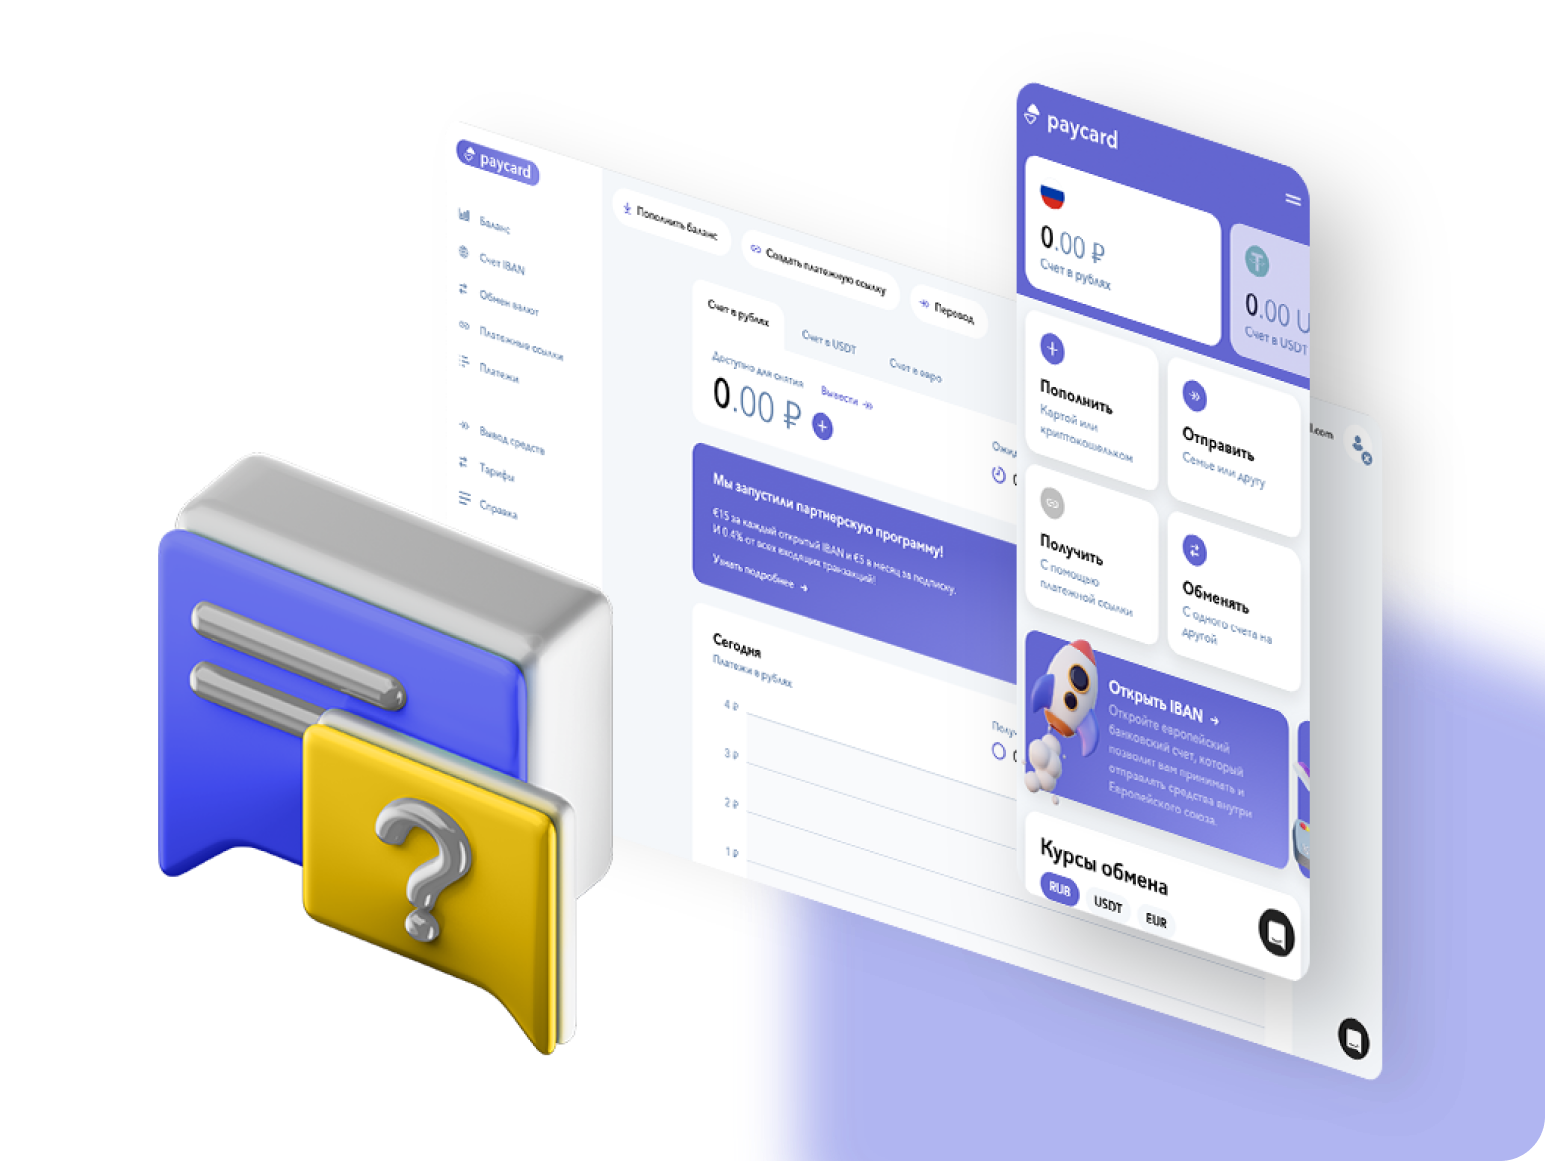 paycard
Баланс
Счет IBAN
Обмен валют
Платежные ссылки
Платежи
Вывод средств
Тарифы
Справка
Пополнить баланс
Создать платежную ссылку
Перевод
Счет в рублях
Счет в USDT
Счет в евро
Доступно для снятия
Вывести
0.00 ₽
Ожид
0
Мы запустили партнерскую программу!
€15 за каждый открытый IBAN и €5 в месяц за подписку.
И 0.4% от всех входящих транзакций!
Узнать подробнее →
Сегодня
Платежи в рублях
4 ₽
3 ₽
2 ₽
1 ₽
Получ
0
l.com
paycard
0.00 ₽
Счет в рублях
0.00 U
Счет в USDT
Пополнить
Картой или
криптокошельком
Отправить
Семье или другу
Получить
С помощью
платежной ссылки
Обменять
С одного счета на
другой
Открыть IBAN →
Откройте европейский
банковский счет, который
позволит вам принимать и
отправлять средства внутри
Европейского союза.
Курсы обмена
RUB
USDT
EUR
?